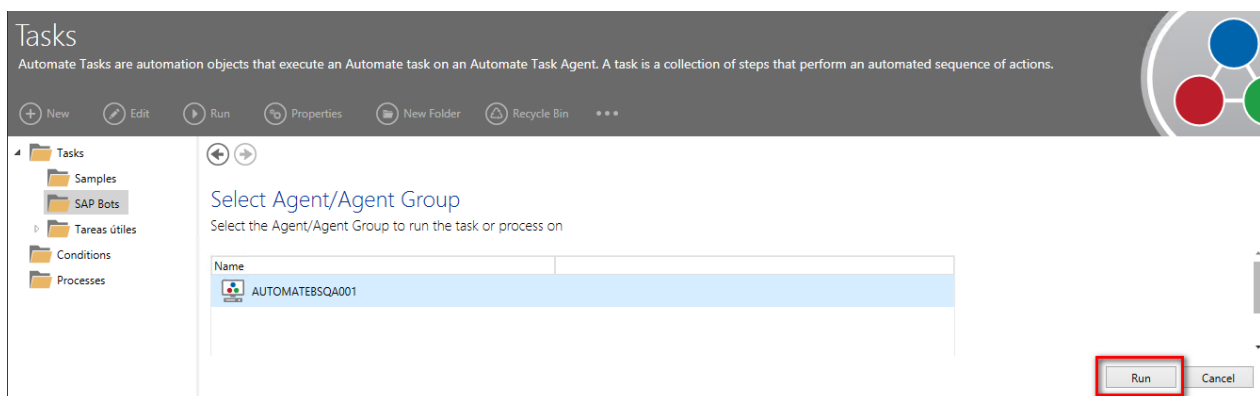 Tasks
Automate Tasks are automation objects that execute an Automate task on an Automate Task Agent. A task is a collection of steps that perform an automated sequence of actions.
New Edit Run Properties New Folder Recycle Bin •••
Tasks
Samples
SAP Bots
Tareas útiles
Conditions
Processes
Select Agent/Agent Group
Select the Agent/Agent Group to run the task or process on
Name
AUTOMATEBSQA001
Run Cancel